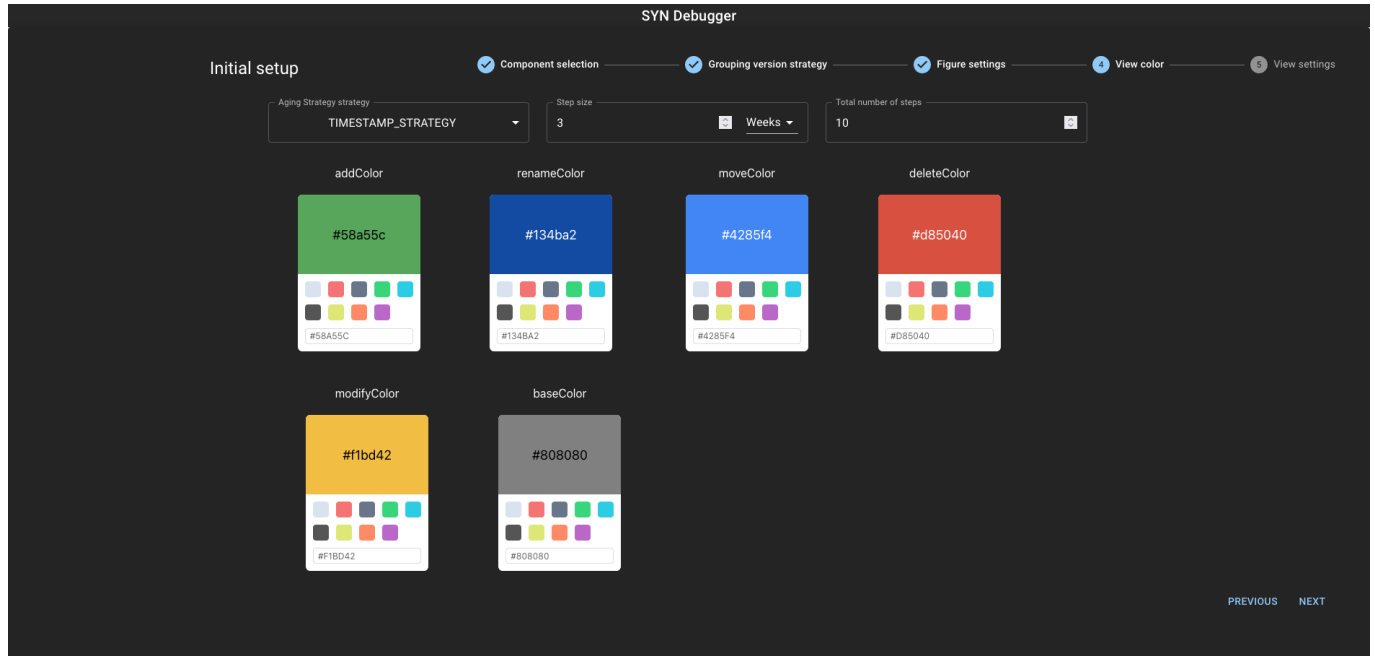 SYN Debugger
Initial setup
Component selection
Grouping version strategy
Figure settings
4 View color
5 View settings
Aging Strategy strategy
TIMESTAMP_STRATEGY
Step size
3 Weeks
Total number of steps
10
addColor renameColor moveColor deleteColor
#58a55c #134ba2 #4285f4 #d85040
#58A55C #134BA2 #4285F4 #D85040
modifyColor baseColor
#f1bd42 #808080
#F1BD42 #808080
PREVIOUS NEXT